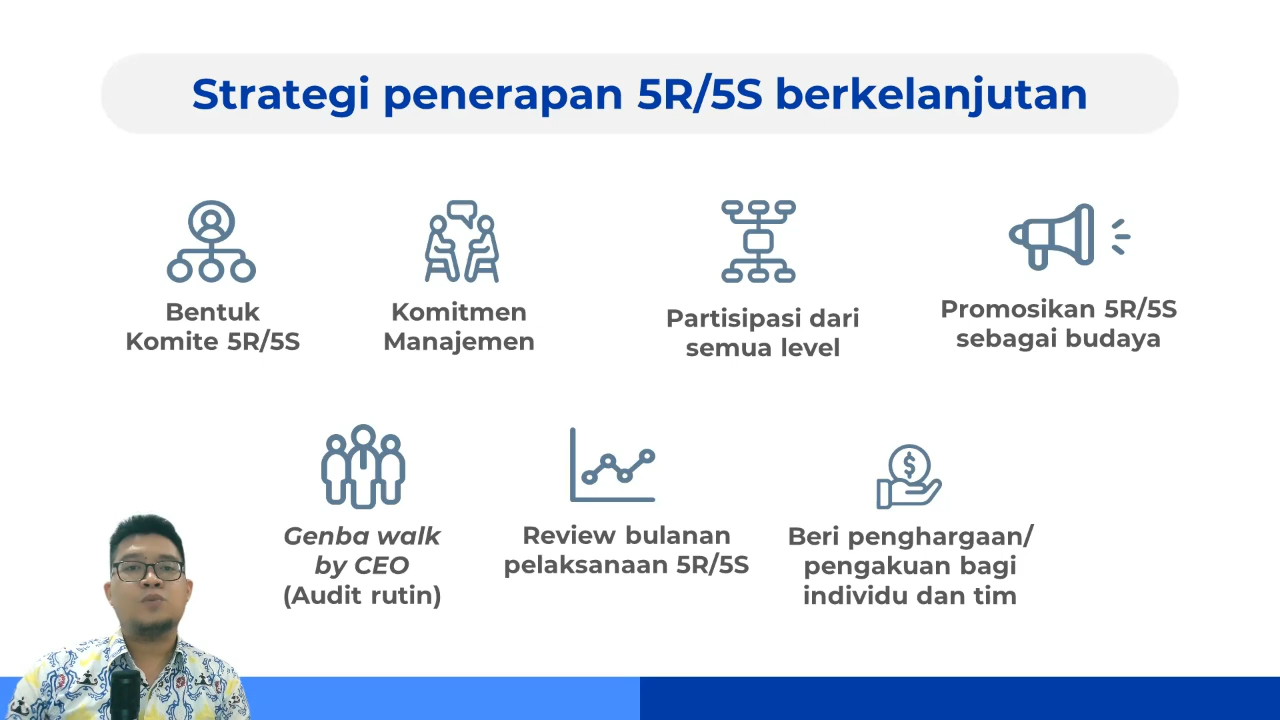 Strategi penerapan 5R/5S berkelanjutan
Bentuk
Komite 5R/5S
Komitmen
Manajemen
Partisipasi dari
semua level
Promosikan 5R/5S
sebagai budaya
Genba walk
by CEO
(Audit rutin)
Review bulanan
pelaksanaan 5R/5S
$
Beri penghargaan/
pengakuan bagi
individu dan tim